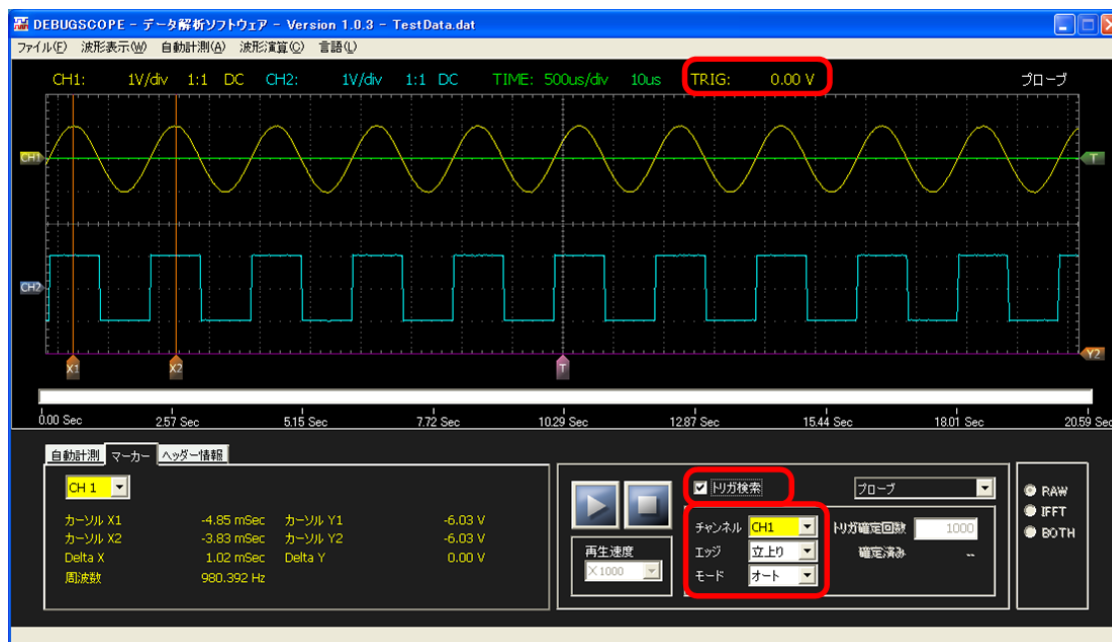 DEBUGSCOPE - データ解析ソフトウェア - Version 1.0.3 - TestData.dat
ファイル(F) 波形表示(W) 自動計測(A) 波形演算(C) 言語(L)
CH1: 1V/div 1:1 DC CH2: 1V/div 1:1 DC TIME: 500us/div 10us TRIG: 0.00 V プローブ
CH1
T
CH2
Y2
X1 X2 T
0.00 Sec 2.57 Sec 5.15 Sec 7.72 Sec 10.29 Sec 12.87 Sec 15.44 Sec 18.01 Sec 20.59 Sec
自動計測 マーカー ヘッダー情報
CH 1
カーソル X1 -4.85 mSec カーソル Y1 -6.03 V
カーソル X2 -3.83 mSec カーソル Y2 -6.03 V
Delta X 1.02 mSec Delta Y 0.00 V
周波数 980.392 Hz
トリガ検索 プローブ
チャンネル CH1 トリガ確定回数 1000
エッジ 立上り 確定済み --
モード オート
再生速度
X 1000
RAW
IFFT
BOTH